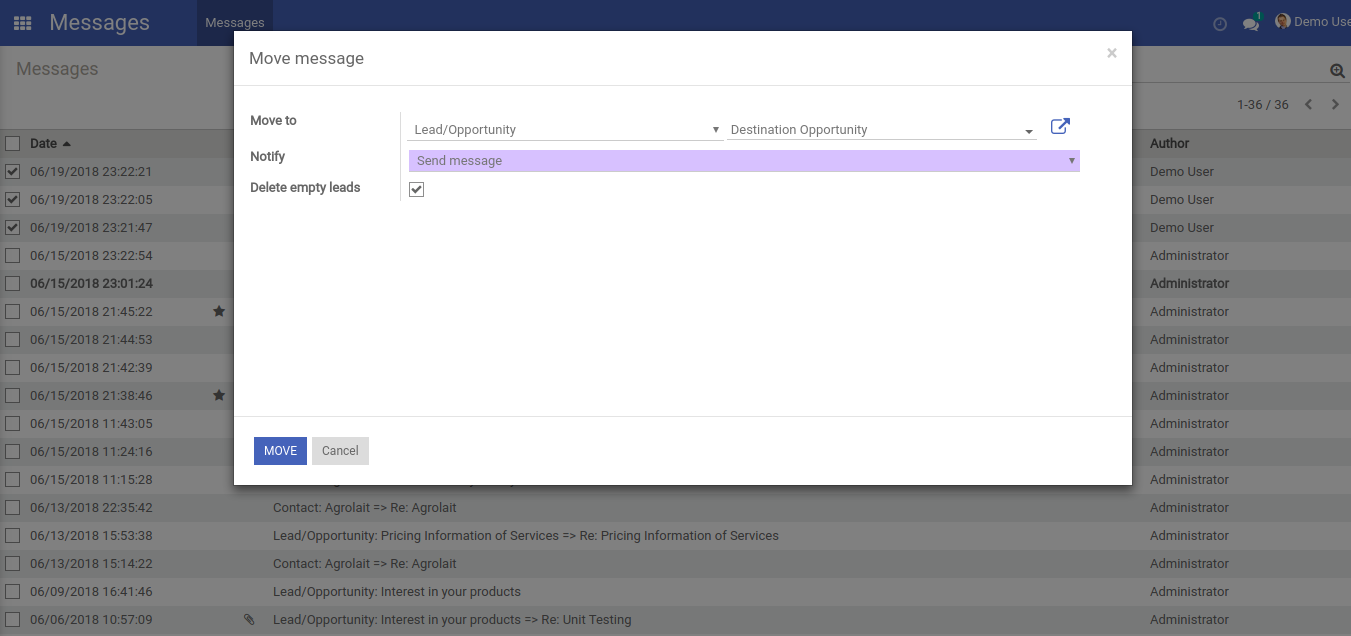 Messages Messages 1 Demo Use
Messages
Move message ×
1-36 / 36
Move to Lead/Opportunity Destination Opportunity
Notify Send message
Delete empty leads
MOVE Cancel
Date Author
06/19/2018 23:22:21 Demo User
06/19/2018 23:22:05 Demo User
06/19/2018 23:21:47 Demo User
06/15/2018 23:22:54 Administrator
06/15/2018 23:01:24 Administrator
06/15/2018 21:45:22 Administrator
06/15/2018 21:44:53 Administrator
06/15/2018 21:42:39 Administrator
06/15/2018 21:38:46 Administrator
06/15/2018 11:43:05 Administrator
06/15/2018 11:24:16 Administrator
06/15/2018 11:15:28 Administrator
06/13/2018 22:35:42 Contact: Agrolait => Re: Agrolait Administrator
06/13/2018 15:53:38 Lead/Opportunity: Pricing Information of Services => Re: Pricing Information of Services Administrator
06/13/2018 15:14:22 Contact: Agrolait => Re: Agrolait Administrator
06/09/2018 16:41:46 Lead/Opportunity: Interest in your products Administrator
06/06/2018 10:57:09 Lead/Opportunity: Interest in your products => Re: Unit Testing Administrator